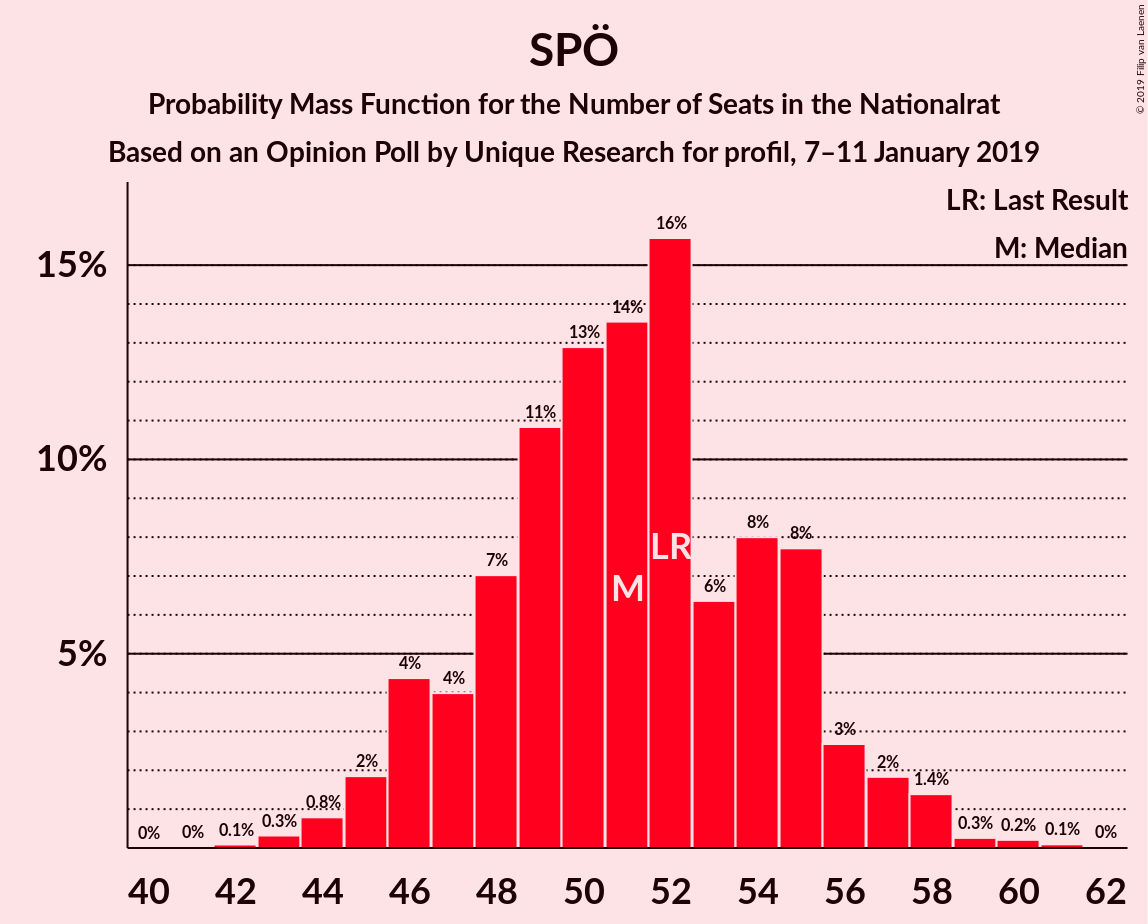 © 2019 Filip van Laenen
SPÖ
Probability Mass Function for the Number of Seats in the Nationalrat
Based on an Opinion Poll by Unique Research for profil, 7–11 January 2019
LR: Last Result
M: Median
15%
10%
5%
0%
0%
0.1%
0.3%
0.8%
2%
4%
4%
7%
11%
13%
14%
16%
6%
8%
8%
3%
2%
1.4%
0.3%
0.2%
0.1%
0%
M
LR
40 42 44 46 48 50 52 54 56 58 60 62